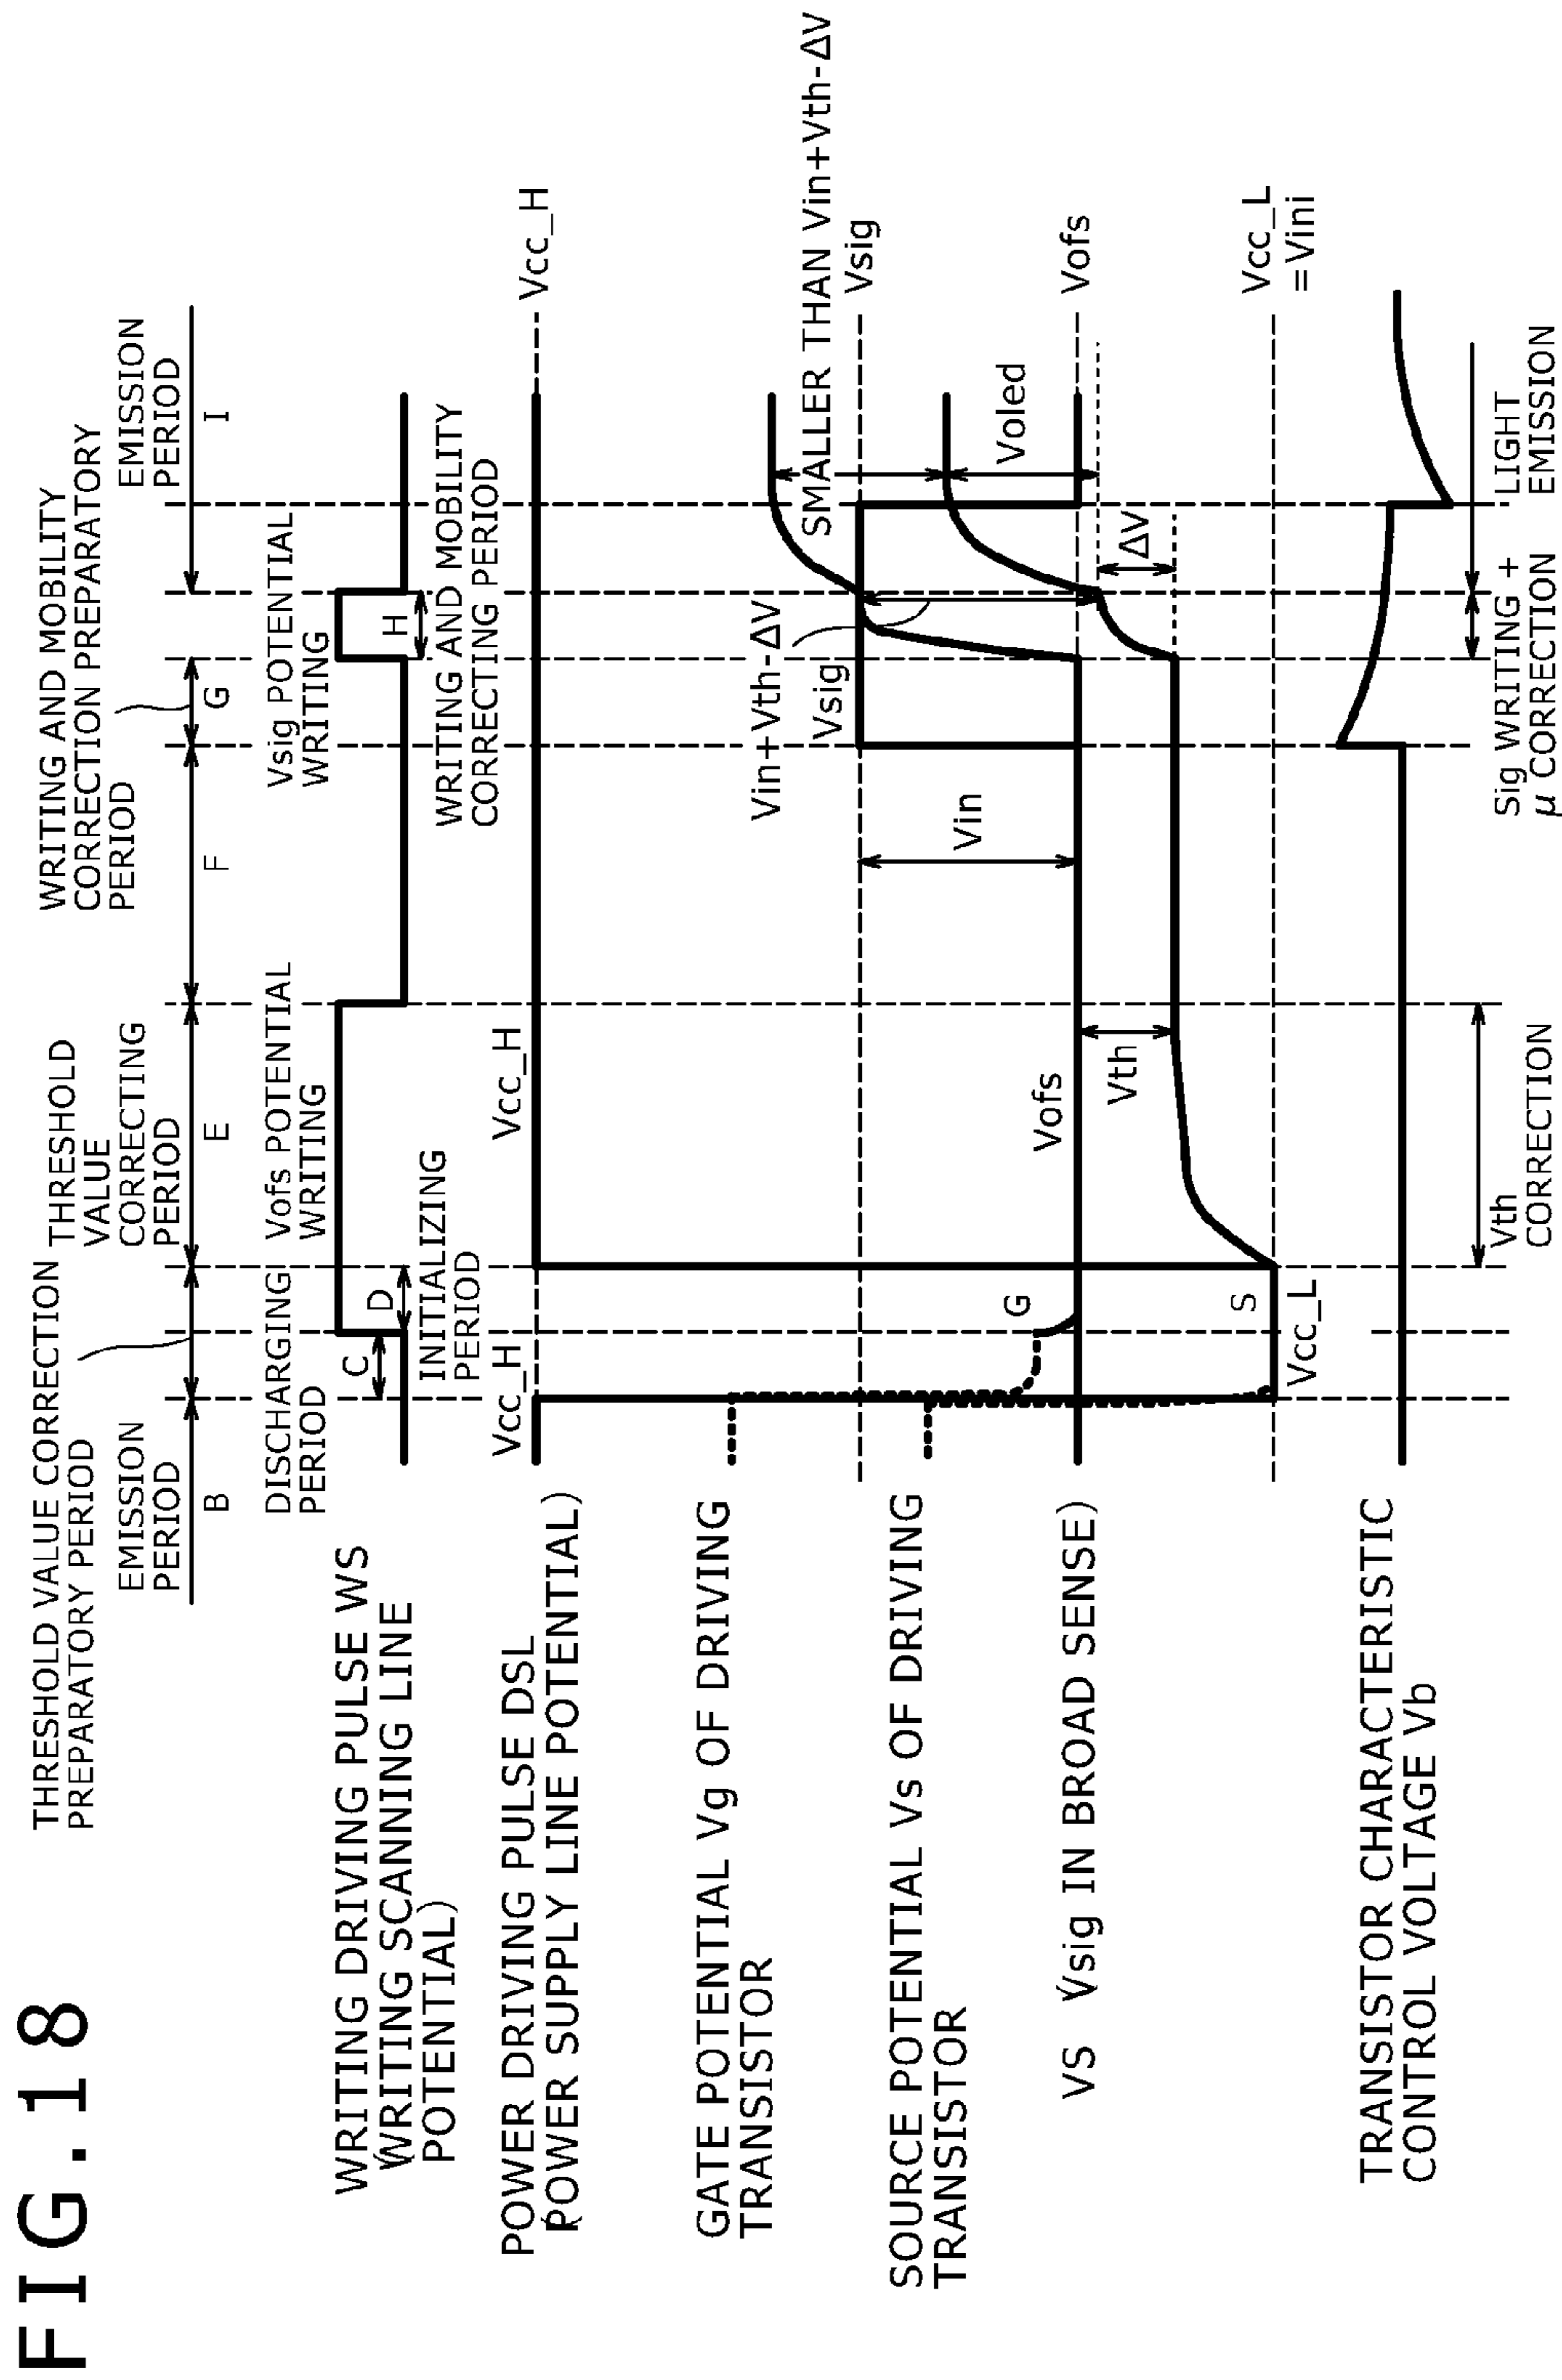 FIG.18
THRESHOLD VALUE CORRECTION
PREPARATORY PERIOD
EMISSION
PERIOD
B
THRESHOLD
VALUE
CORRECTING
PERIOD
E
WRITING AND MOBILITY
CORRECTION PREPARATORY
PERIOD
F
G
EMISSION
PERIOD
I
DISCHARGING
PERIOD
C
D
INITIALIZING
PERIOD
Vofs POTENTIAL
WRITING
Vsig POTENTIAL
WRITING
H
WRITING AND MOBILITY
CORRECTING PERIOD
WRITING DRIVING PULSE WS
(WRITING SCANNING LINE
POTENTIAL)
POWER DRIVING PULSE DSL
(POWER SUPPLY LINE POTENTIAL)
Vcc_H
Vcc_H
Vcc_H
GATE POTENTIAL Vg OF DRIVING
TRANSISTOR
Vin+Vth-ΔV
SMALLER THAN Vin+Vth-ΔV
Vsig
Vsig
SOURCE POTENTIAL Vs OF DRIVING
TRANSISTOR
Vin
Voled
G
Vofs
Vofs
VS (Vsig IN BROAD SENSE)
Vth
ΔV
S
Vcc_L
Vcc_L
=Vini
TRANSISTOR CHARACTERISTIC
CONTROL VOLTAGE Vb
Vth
CORRECTION
Sig WRITING +
μ CORRECTION
LIGHT
EMISSION